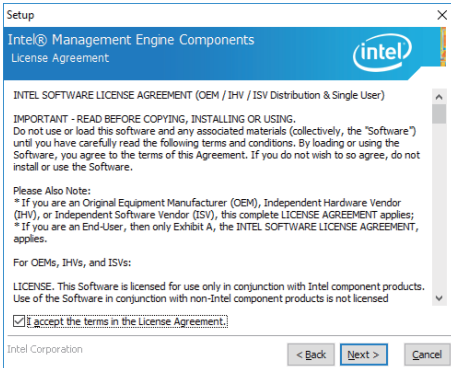 Setup
Intel® Management Engine Components
License Agreement
intel
INTEL SOFTWARE LICENSE AGREEMENT (OEM / IHV / ISV Distribution & Single User)
IMPORTANT - READ BEFORE COPYING, INSTALLING OR USING.
Do not use or load this software and any associated materials (collectively, the "Software")
until you have carefully read the following terms and conditions. By loading or using the
Software, you agree to the terms of this Agreement. If you do not wish to so agree, do not
install or use the Software.
Please Also Note:
* If you are an Original Equipment Manufacturer (OEM), Independent Hardware Vendor
(IHV), or Independent Software Vendor (ISV), this complete LICENSE AGREEMENT applies;
* If you are an End-User, then only Exhibit A, the INTEL SOFTWARE LICENSE AGREEMENT,
applies.
For OEMs, IHVs, and ISVs:
LICENSE. This Software is licensed for use only in conjunction with Intel component products.
Use of the Software in conjunction with non-Intel component products is not licensed
I accept the terms in the License Agreement.
Intel Corporation
< Back Next > Cancel